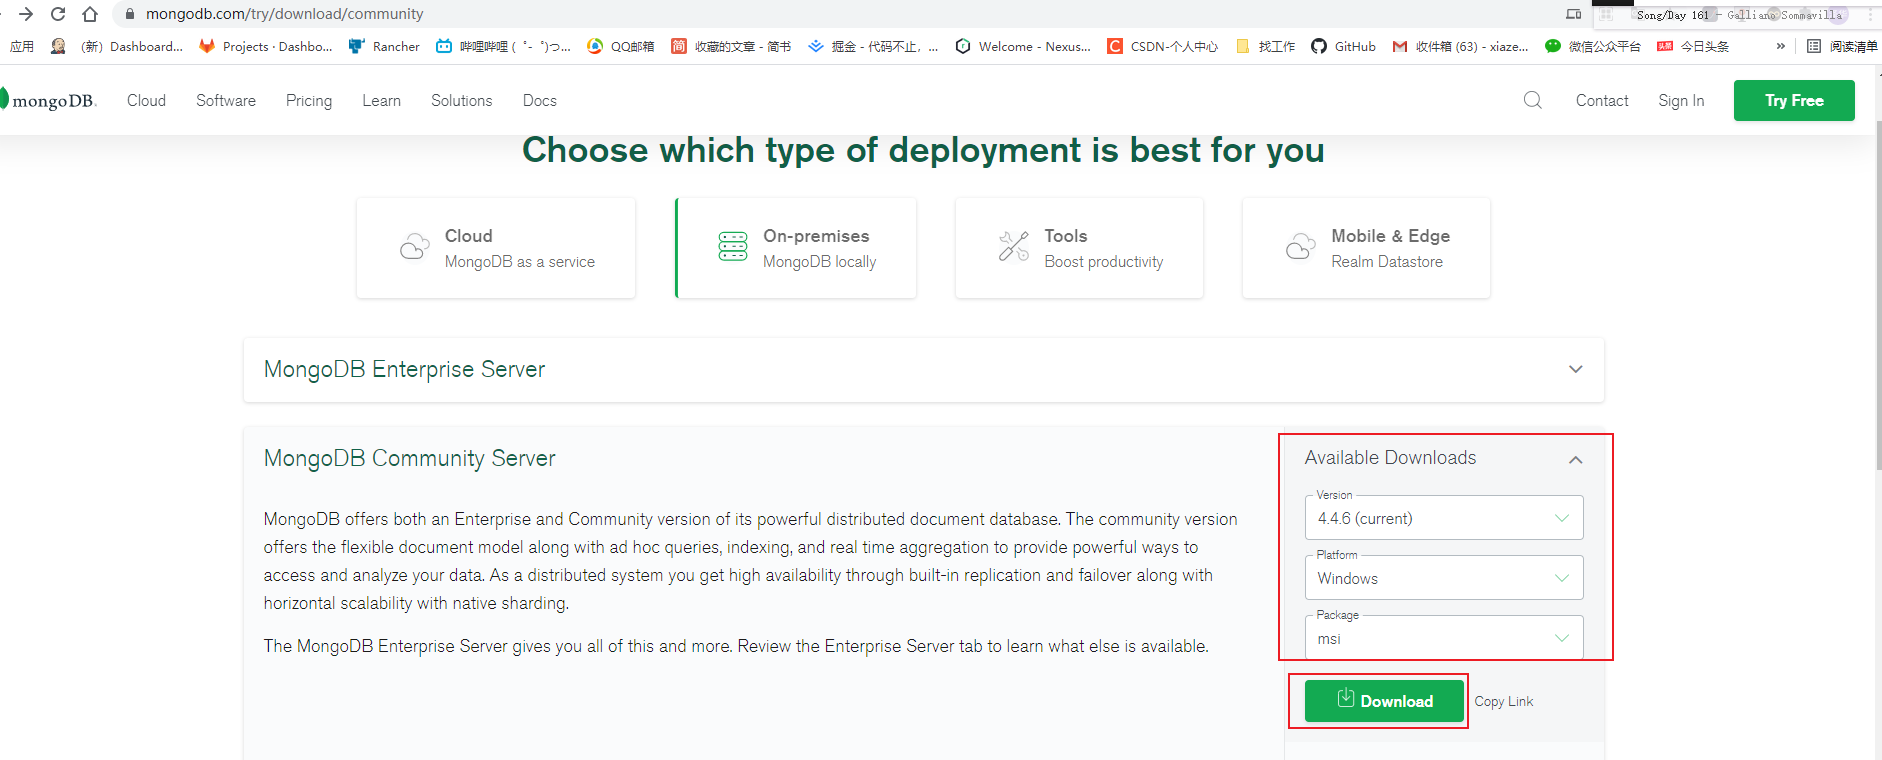 mongodb.com/try/download/community
Song/Day 161 - Galliano Sommavilla
应用 (新) Dashboard... Projects · Dashbo... Rancher 哔哩哔哩 ( ゜- ゜)つ... QQ邮箱 收藏的文章 - 简书 掘金 - 代码不止，... Welcome - Nexus... CSDN-个人中心 找工作 GitHub 收件箱 (63) - xiaze... 微信公众平台 今日头条 » 阅读清单
mongoDB. Cloud Software Pricing Learn Solutions Docs Contact Sign In Try Free
Choose which type of deployment is best for you
Cloud
MongoDB as a service
On-premises
MongoDB locally
Tools
Boost productivity
Mobile & Edge
Realm Datastore
MongoDB Enterprise Server
MongoDB Community Server
MongoDB offers both an Enterprise and Community version of its powerful distributed document database. The community version
offers the flexible document model along with ad hoc queries, indexing, and real time aggregation to provide powerful ways to
access and analyze your data. As a distributed system you get high availability through built-in replication and failover along with
horizontal scalability with native sharding.
The MongoDB Enterprise Server gives you all of this and more. Review the Enterprise Server tab to learn what else is available.
Available Downloads
Version
4.4.6 (current)
Platform
Windows
Package
msi
Download Copy Link